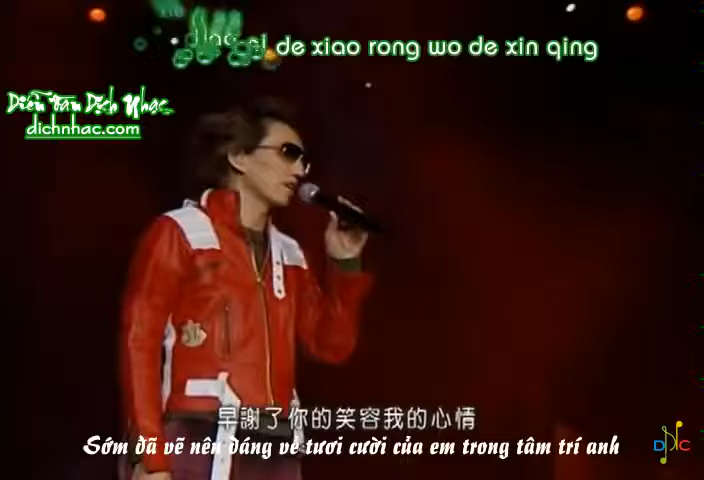 de xiao rong wo de xin qing
Diễn Đàn Dịch Nhạc
dichnhac.com
早謝了你的笑容我的心情
Sớm đã vẽ nên dáng vẻ tươi cười của em trong tâm trí anh
DNC